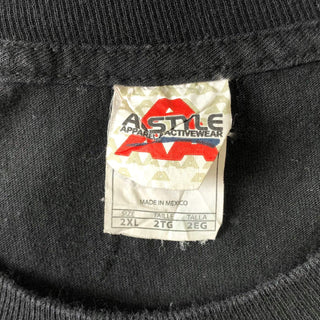 A STYLE
APPAREL ACTIVEWEAR
MADE IN MEXICO
SIZE TAILLE TALLA
2XL 2TG 2EG